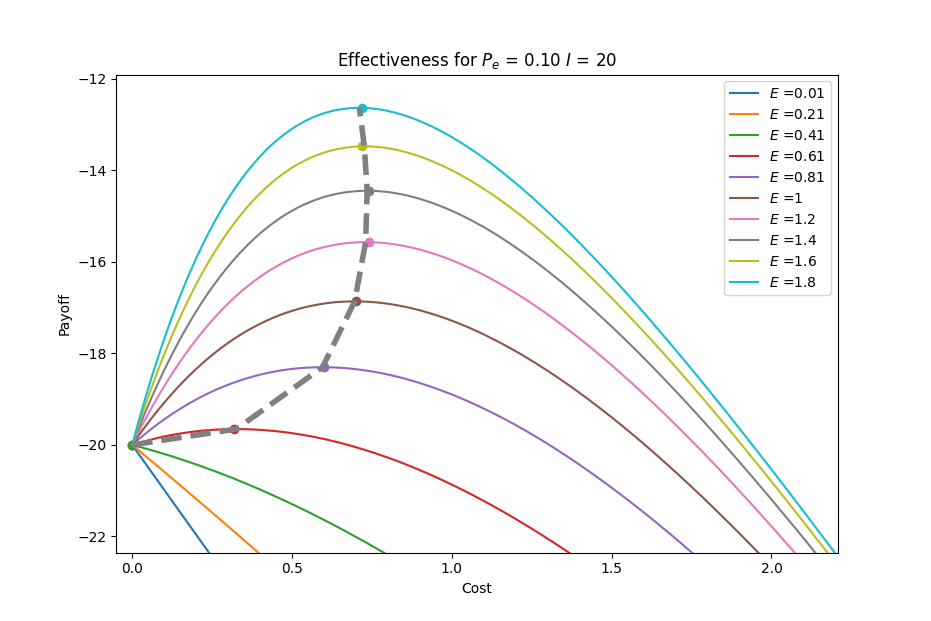 Effectiveness for Pₑ = 0.10 I = 20
Payoff
−12
−14
−16
−18
−20
−22
E =0.01
E =0.21
E =0.41
E =0.61
E =0.81
E =1
E =1.2
E =1.4
E =1.6
E =1.8
0.0 0.5 1.0 1.5 2.0
Cost